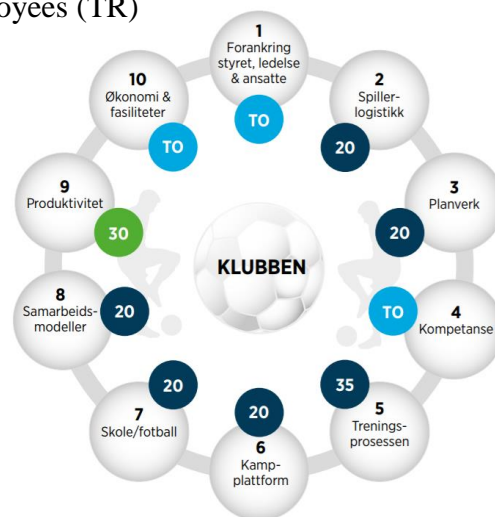 oyees (TR)
1
Forankring
styret, ledelse
& ansatte
TO
2
Spiller-
logistikk
20
3
Planverk
20
4
Kompetanse
TO
5
Trenings-
prosessen
35
6
Kamp-
plattform
20
7
Skole/fotball
20
8
Samarbeids-
modeller
20
9
Produktivitet
30
10
Økonomi &
fasiliteter
TO
KLUBBEN